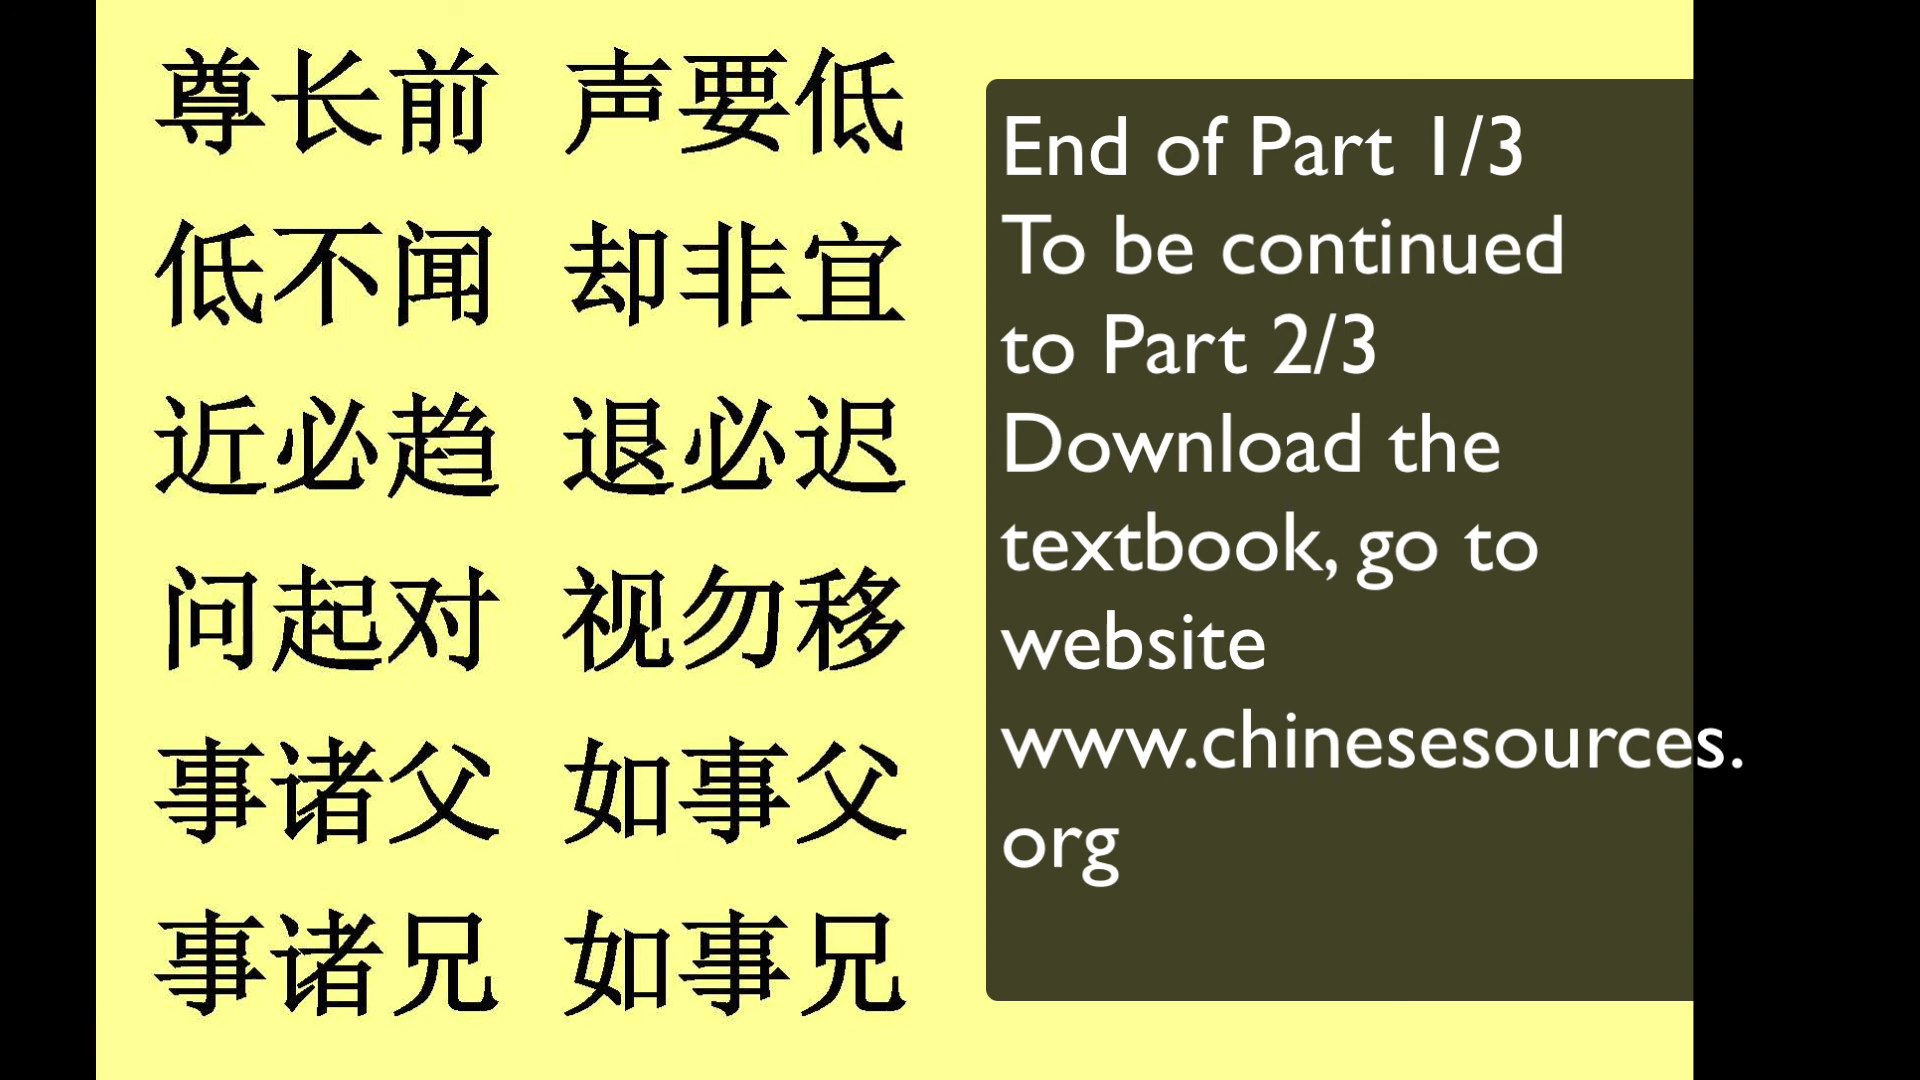 尊长前 声要低
低不闻 却非宜
近必趋 退必迟
问起对 视勿移
事诸父 如事父
事诸兄 如事兄
End of Part 1/3
To be continued
to Part 2/3
Download the
textbook, go to
website
www.chinesesources.
org